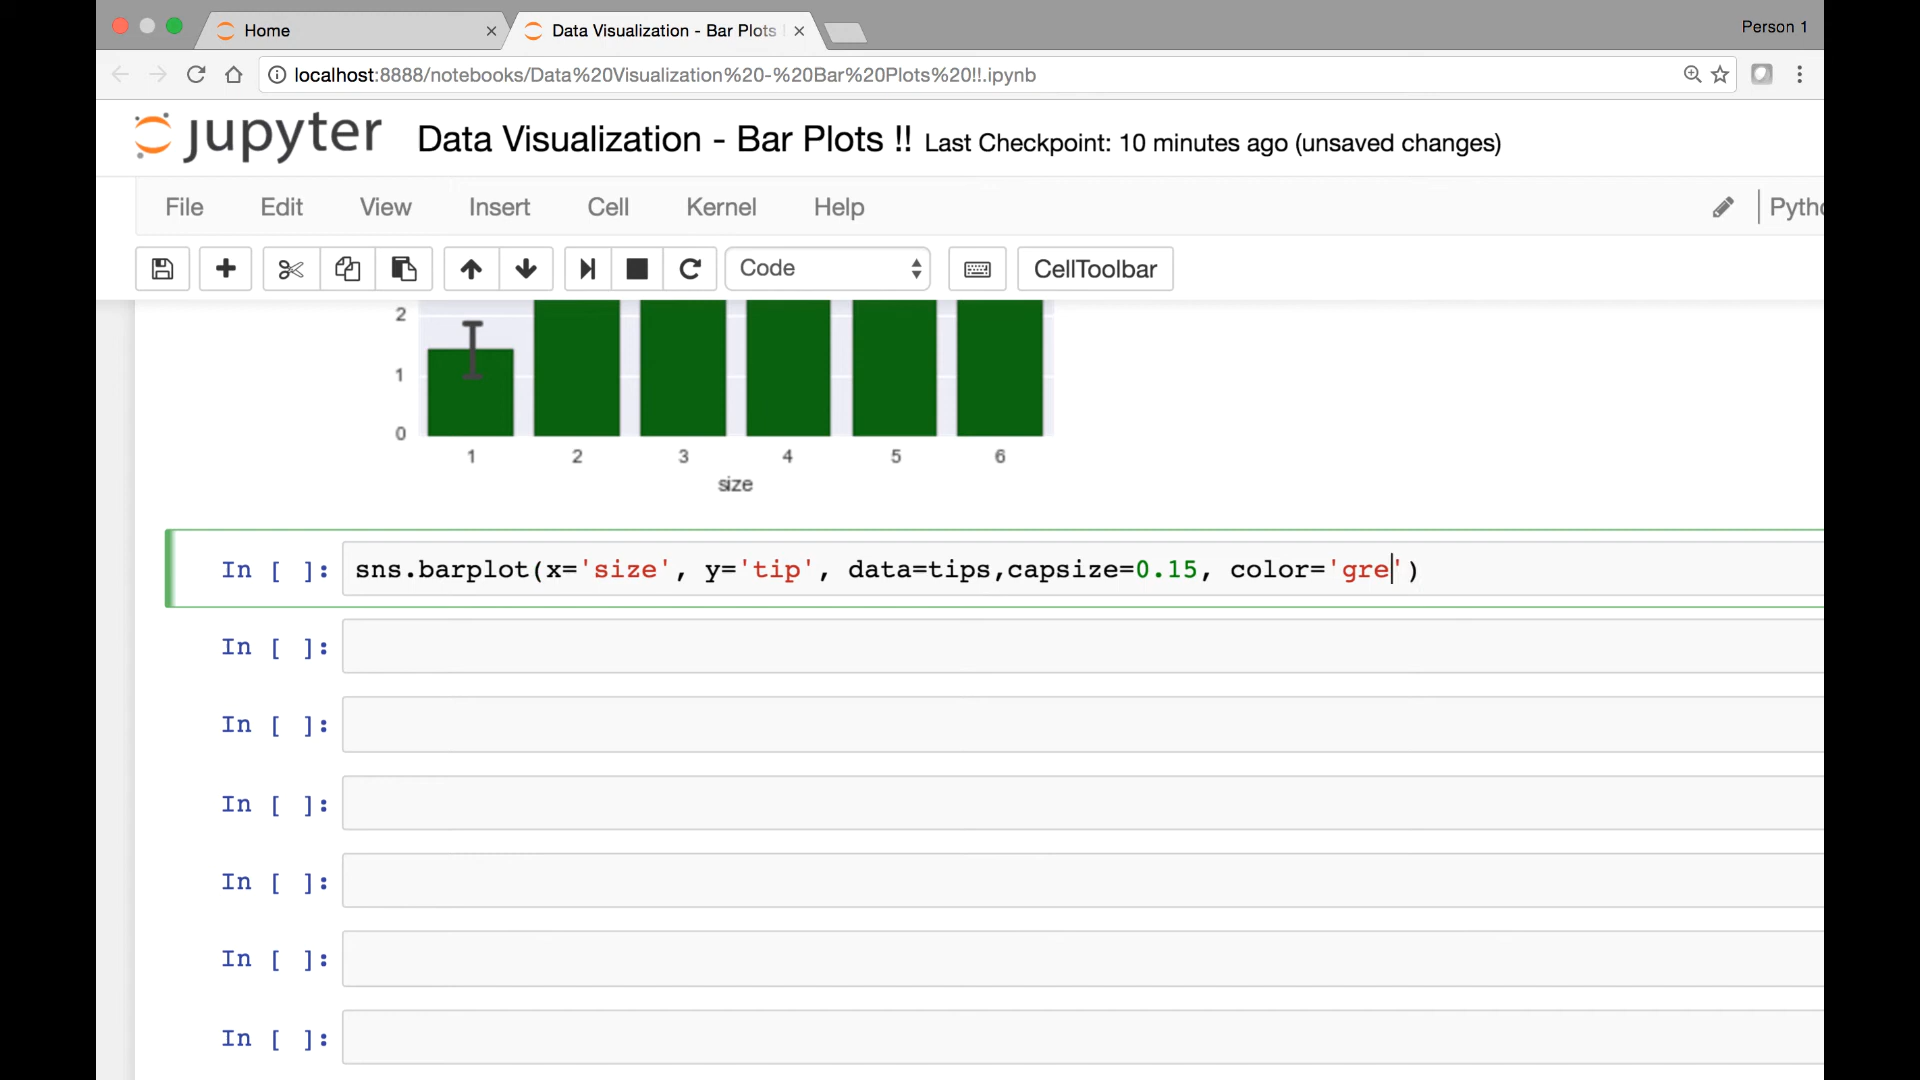 Home
Data Visualization - Bar Plots
Person 1
localhost:8888/notebooks/Data%20Visualization%20-%20Bar%20Plots%20!!.ipynb
jupyter Data Visualization - Bar Plots !! Last Checkpoint: 10 minutes ago (unsaved changes)
File Edit View Insert Cell Kernel Help Pytho
Code CellToolbar
2
1
0
1 2 3 4 5 6
size
In [ ]: sns.barplot(x='size', y='tip', data=tips,capsize=0.15, color='gre')
In [ ]:
In [ ]:
In [ ]:
In [ ]:
In [ ]:
In [ ]: